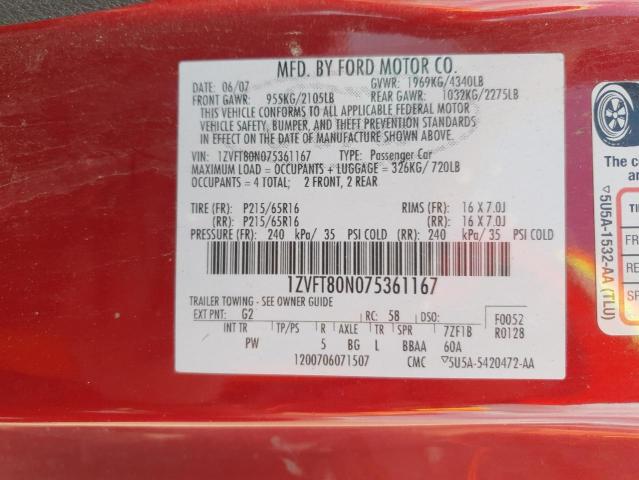 MFD. BY FORD MOTOR CO.
DATE: 06/07 GVWR: 1969KG/4340LB
FRONT GAWR: 955KG/2105LB REAR GAWR: 1032KG/2275LB
THIS VEHICLE CONFORMS TO ALL APPLICABLE FEDERAL MOTOR
VEHICLE SAFETY, BUMPER, AND THEFT PREVENTION STANDARDS
IN EFFECT ON THE DATE OF MANUFACTURE SHOWN ABOVE.
VIN: 1ZVFT80N075361167 TYPE: Passenger Car
MAXIMUM LOAD = OCCUPANTS + LUGGAGE = 326KG/720LB
OCCUPANTS = 4 TOTAL; 2 FRONT, 2 REAR
TIRE (FR): P215/65R16 RIMS (FR): 16 X 7.0J
(RR): P215/65R16 (RR): 16 X 7.0J
PRESSURE (FR): 240 kPa/ 35 PSI COLD (RR): 240 kPa/ 35 PSI COLD
1ZVFT80N075361167
TRAILER TOWING - SEE OWNER GUIDE
EXT PNT: G2 RC: 58 DSO: F0052
INT TR TP/PS R AXLE TR SPR 7ZF1B R0128
PW 5 BG L BBAA 60A
1200706071507 CMC ▽5U5A-5420472-AA
The c
an
▽5U5A-1532-AA (TLU)
TI
FR
RE
SP